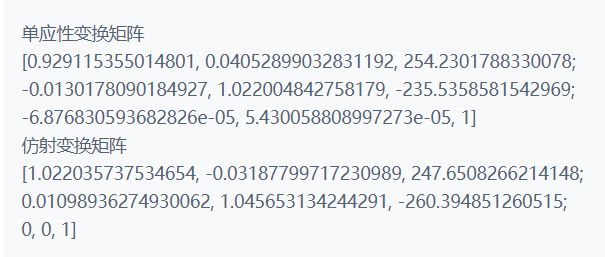 单应性变换矩阵
[0.929115355014801, 0.04052899032831192, 254.2301788330078;
-0.0130178090184927, 1.022004842758179, -235.5358581542969;
-6.876830593682826e-05, 5.430058808997273e-05, 1]
仿射变换矩阵
[1.022035737534654, -0.03187799717230989, 247.6508266214148;
0.01098936274930062, 1.045653134244291, -260.394851260515;
0, 0, 1]